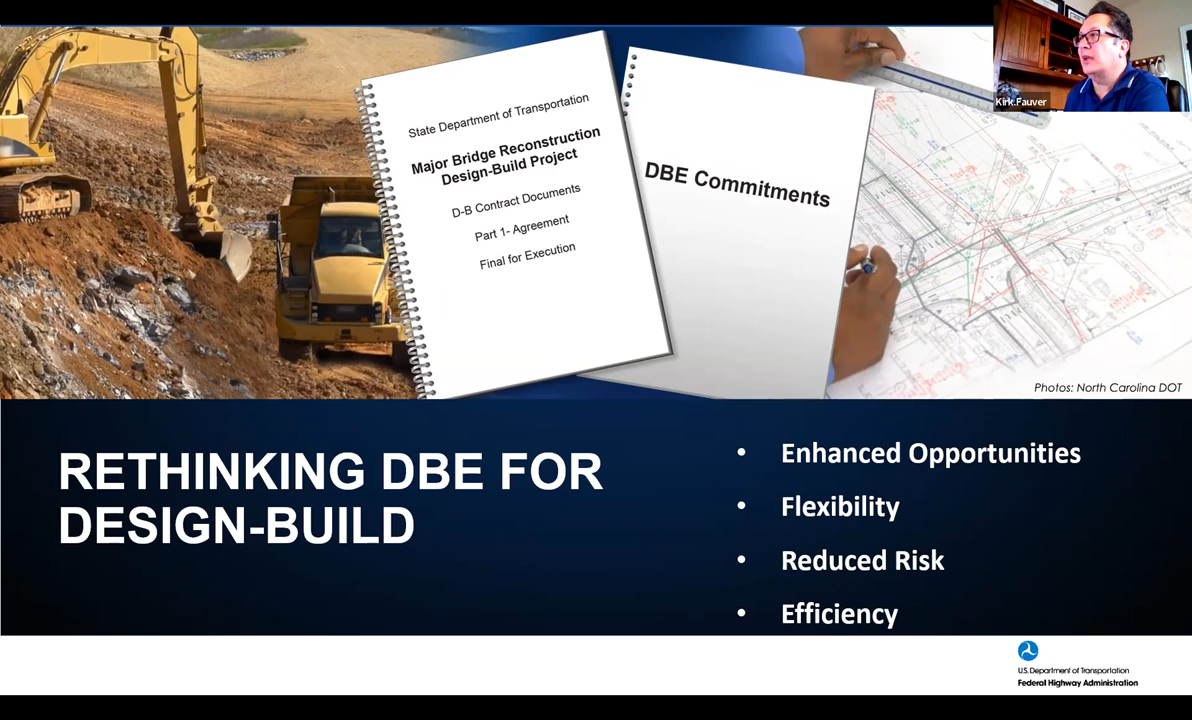 Kirk.Fauver
State Department of Transportation
Major Bridge Reconstruction
Design-Build Project
D-B Contract Documents
Part 1- Agreement
Final for Execution
DBE Commitments
Photos: North Carolina DOT
RETHINKING DBE FOR
DESIGN-BUILD
• Enhanced Opportunities
• Flexibility
• Reduced Risk
• Efficiency
U.S. Department of Transportation
Federal Highway Administration